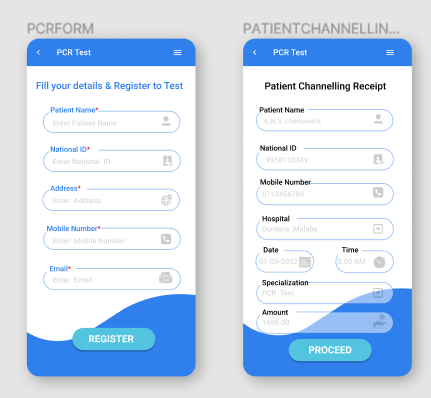 PCRFORM
PCR Test
Fill your details & Register to Test
Patient Name*
Enter Patient Name
National ID*
Enter National ID
Address*
Enter Address
Mobile Number*
Enter Mobile Number
Email*
Enter Email
REGISTER
PATIENTCHANNELLIN...
PCR Test
Patient Channelling Receipt
Patient Name
A.N.S Thenuwara
National ID
995011034V
Mobile Number
0713456789
Hospital
Durdans ,Malabe
Date Time
01-05-2022 8.00 AM
Specialization
PCR Test
Amount
1699.00
PROCEED